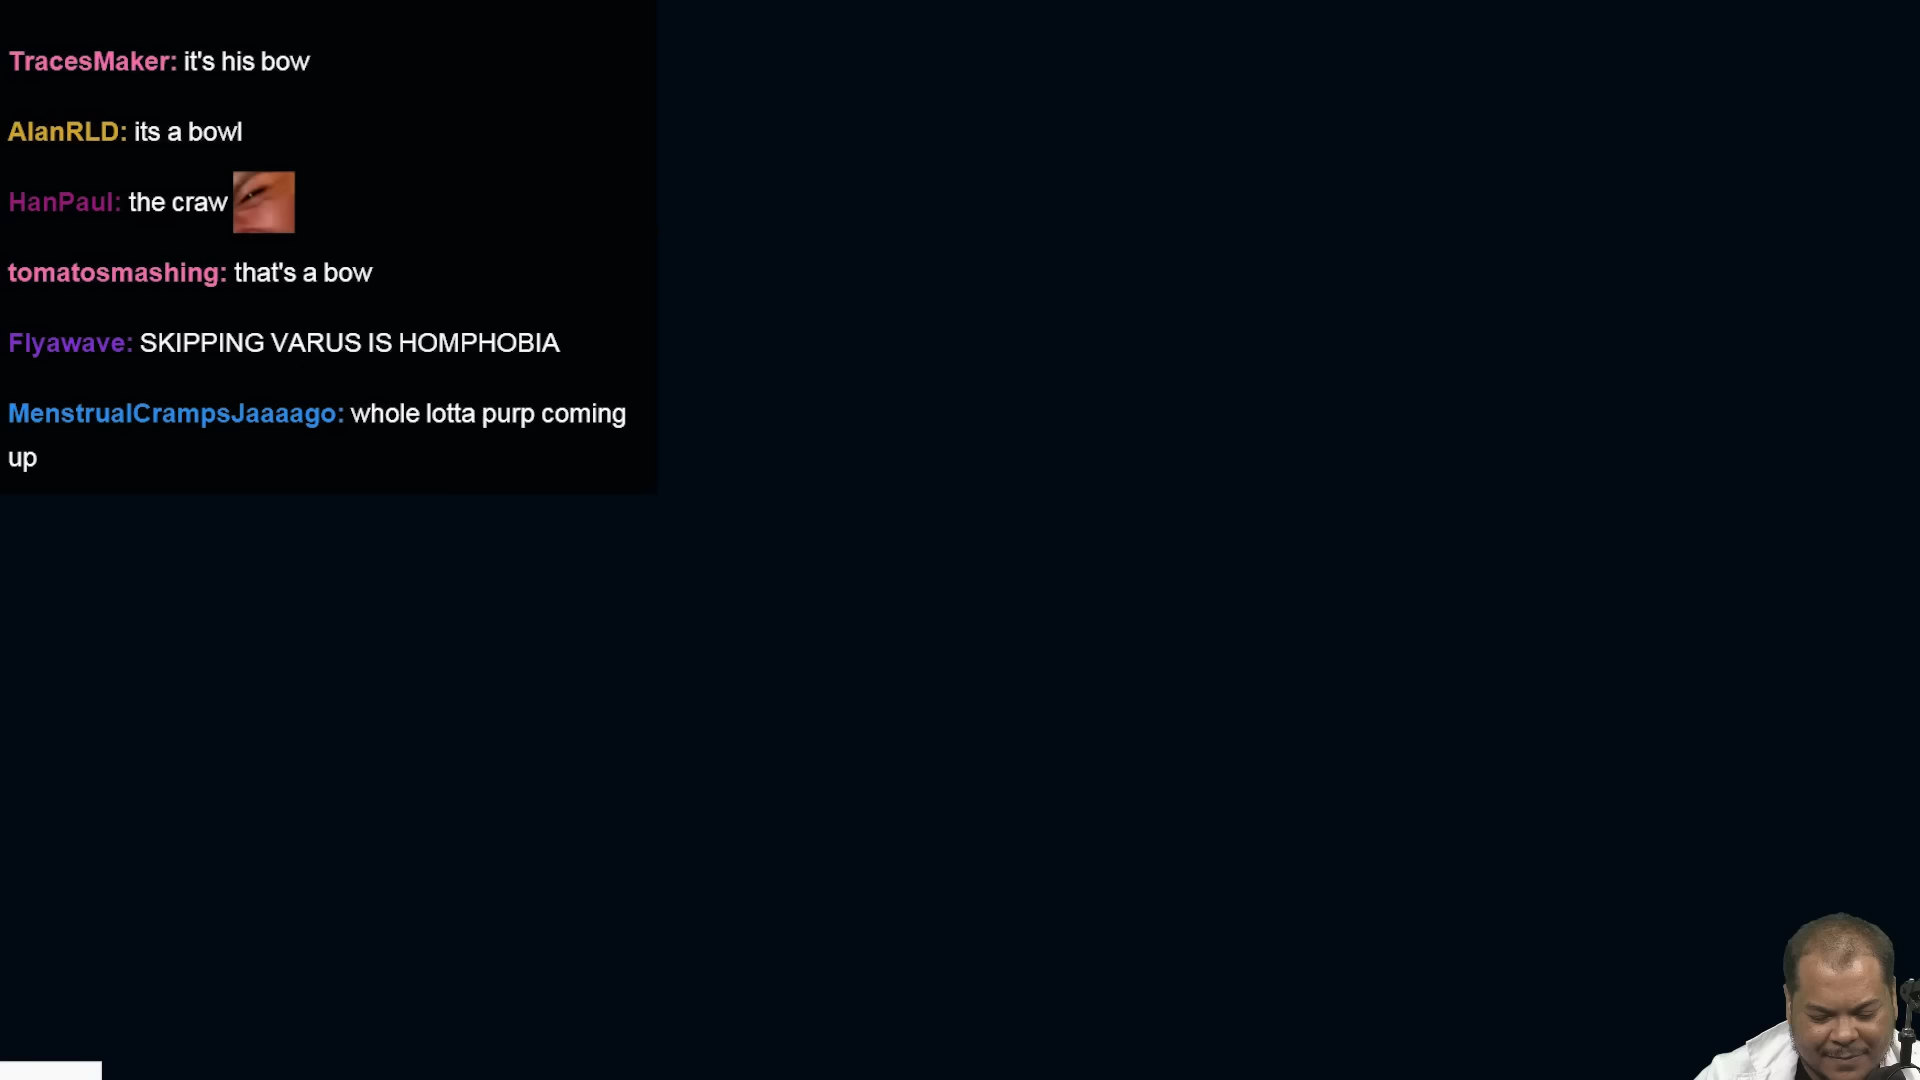 TracesMaker: it's his bow
AlanRLD: its a bowl
HanPaul: the craw
tomatosmashing: that's a bow
Flyawave: SKIPPING VARUS IS HOMPHOBIA
MenstrualCrampsJaaaago: whole lotta purp coming
up